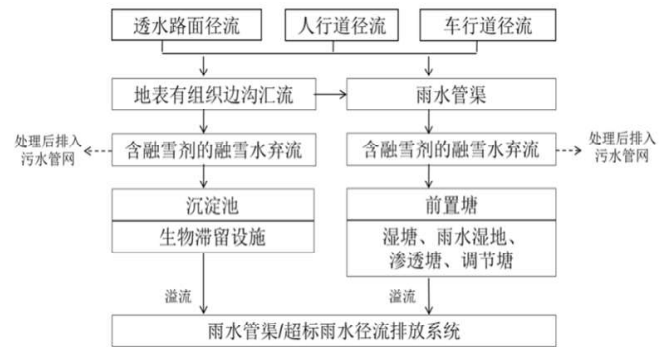 透水路面径流 人行道径流 车行道径流
地表有组织边沟汇流 雨水管渠
处理后排入
污水管网
含融雪剂的融雪水弃流 含融雪剂的融雪水弃流
处理后排入
污水管网
沉淀池 前置塘
生物滞留设施 湿塘、雨水湿地、
渗透塘、调节塘
溢流 溢流
雨水管渠/超标雨水径流排放系统